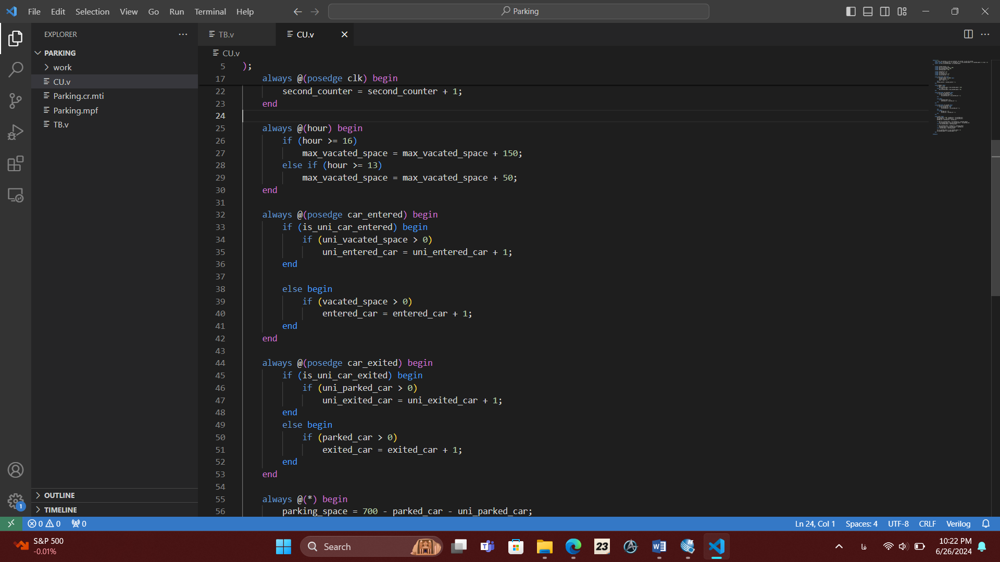 File Edit Selection View Go Run Terminal Help
Parking
EXPLORER
PARKING
work
CU.v
Parking.cr.mti
Parking.mpf
TB.v
OUTLINE
TIMELINE
TB.v
CU.v
CU.v
5 );
17 always @(posedge clk) begin
22 second_counter = second_counter + 1;
23 end
24
25 always @(hour) begin
26 if (hour >= 16)
27 max_vacated_space = max_vacated_space + 150;
28 else if (hour >= 13)
29 max_vacated_space = max_vacated_space + 50;
30 end
31
32 always @(posedge car_entered) begin
33 if (is_uni_car_entered) begin
34 if (uni_vacated_space > 0)
35 uni_entered_car = uni_entered_car + 1;
36 end
37
38 else begin
39 if (vacated_space > 0)
40 entered_car = entered_car + 1;
41 end
42 end
43
44 always @(posedge car_exited) begin
45 if (is_uni_car_exited) begin
46 if (uni_parked_car > 0)
47 uni_exited_car = uni_exited_car + 1;
48 end
49 else begin
50 if (parked_car > 0)
51 exited_car = exited_car + 1;
52 end
53 end
54
55 always @(*) begin
56 parking_space = 700 - parked_car - uni_parked_car;
1
0 0 0
Ln 24, Col 1 Spaces: 4 UTF-8 CRLF Verilog
S&P 500
-0.01%
Search
23
فا
10:22 PM
6/26/2024